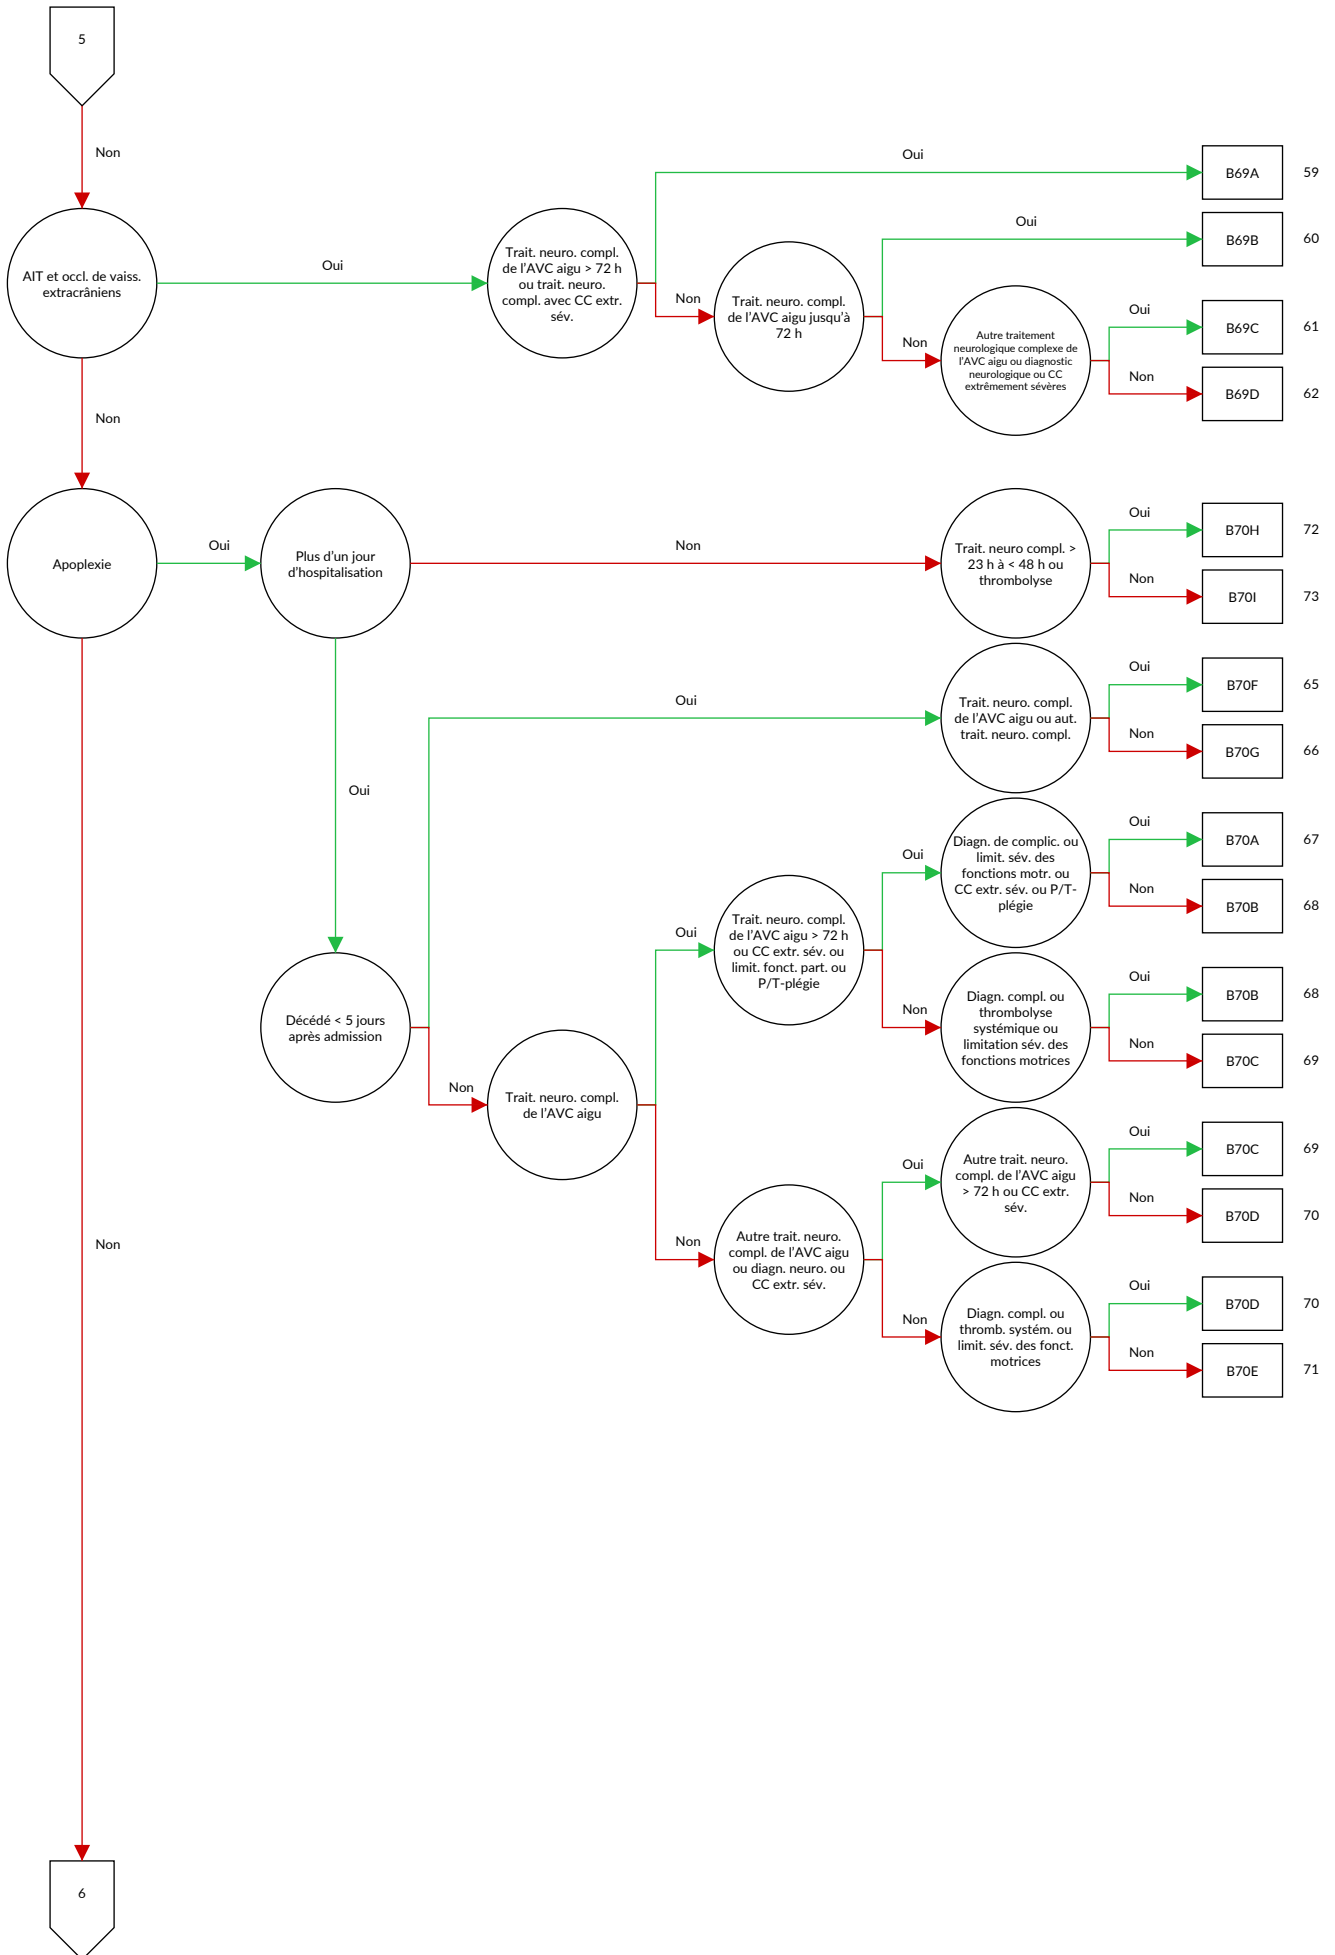 5
Non
Oui
B69A
59
Oui
B69B
60
AIT et occl. de vaiss.
extracrâniens
Oui
Trait. neuro. compl.
de l'AVC aigu > 72 h
ou trait. neuro.
compl. avec CC extr.
sév.
Non
Trait. neuro. compl.
de l'AVC aigu jusqu'à
72 h
Non
Autre traitement
neurologique complexe de
l'AVC aigu ou diagnostic
neurologique ou CC
extrêmement sévères
Oui
B69C
61
Non
B69D
62
Non
Apoplexie
Oui
Plus d'un jour
d'hospitalisation
Non
Trait. neuro compl. >
23 h à < 48 h ou
thrombolyse
Oui
B70H
72
Non
B70I
73
Oui
Oui
Trait. neuro. compl.
de l'AVC aigu ou aut.
trait. neuro. compl.
Oui
B70F
65
Non
B70G
66
Décédé < 5 jours
après admission
Non
Trait. neuro. compl.
de l'AVC aigu
Oui
Trait. neuro. compl.
de l'AVC aigu > 72 h
ou CC extr. sév. ou
limit. fonct. part. ou
P/T-plégie
Oui
Diagn. de complic. ou
limit. sév. des
fonctions motr. ou
CC extr. sév. ou P/T-
plégie
Oui
B70A
67
Non
B70B
68
Non
Diagn. compl. ou
thrombolyse
systémique ou
limitation sév. des
fonctions motrices
Oui
B70B
68
Non
B70C
69
Non
Autre trait. neuro.
compl. de l'AVC aigu
ou diagn. neuro. ou
CC extr. sév.
Oui
Autre trait. neuro.
compl. de l'AVC aigu
> 72 h ou CC extr.
sév.
Oui
B70C
69
Non
B70D
70
Non
Diagn. compl. ou
thromb. systém. ou
limit. sév. des fonct.
motrices
Oui
B70D
70
Non
B70E
71
Non
6